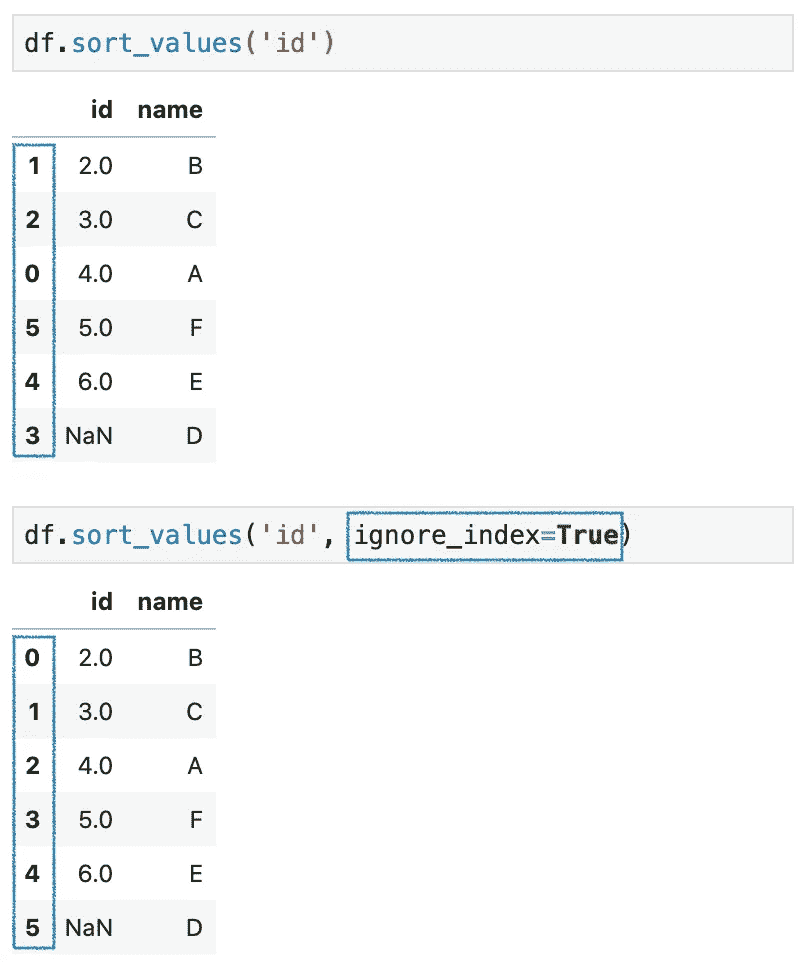 df.sort_values('id')
id name
1 2.0 B
2 3.0 C
0 4.0 A
5 5.0 F
4 6.0 E
3 NaN D
df.sort_values('id', ignore_index=True)
id name
0 2.0 B
1 3.0 C
2 4.0 A
3 5.0 F
4 6.0 E
5 NaN D